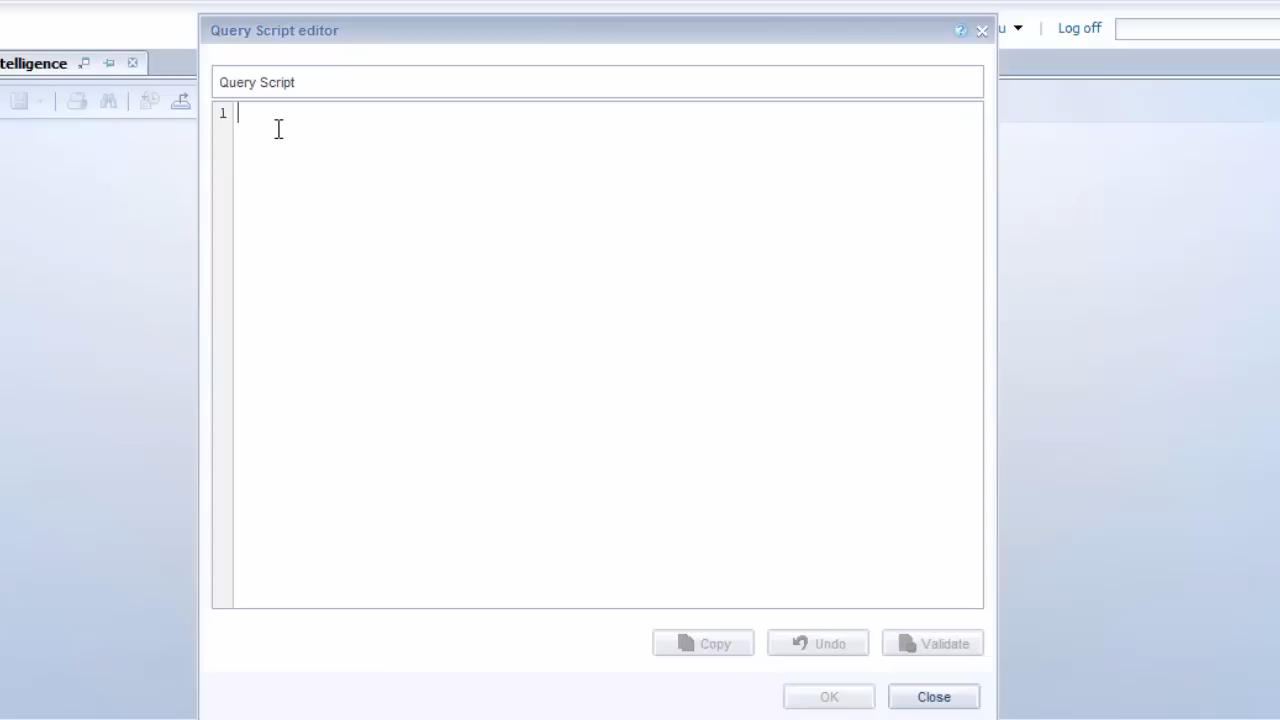 Query Script editor
u
Log off
telligence
Query Script
1
Copy
Undo
Validate
OK
Close